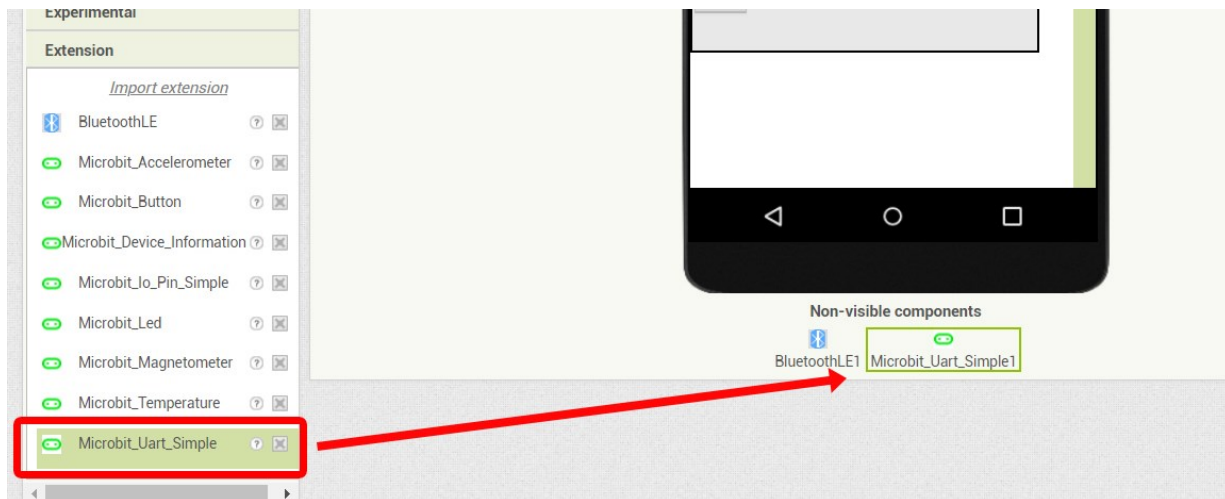 Experimental
Extension
Import extension
BluetoothLE
Microbit_Accelerometer
Microbit_Button
Microbit_Device_Information
Microbit_Io_Pin_Simple
Microbit_Led
Microbit_Magnetometer
Microbit_Temperature
Microbit_Uart_Simple
Non-visible components
BluetoothLE1
Microbit_Uart_Simple1